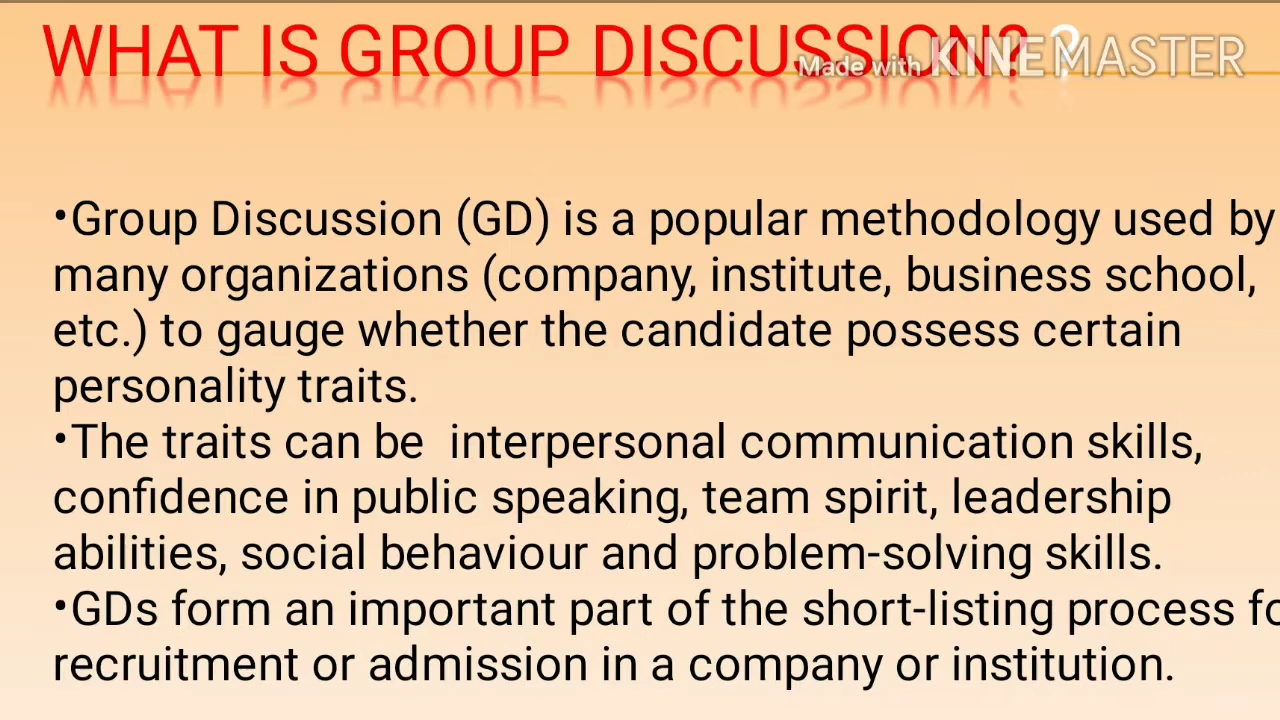 WHAT IS GROUP DISCUSSION? ?
Made with KINEMASTER
•Group Discussion (GD) is a popular methodology used by
many organizations (company, institute, business school,
etc.) to gauge whether the candidate possess certain
personality traits.
•The traits can be  interpersonal communication skills,
confidence in public speaking, team spirit, leadership
abilities, social behaviour and problem-solving skills.
•GDs form an important part of the short-listing process fo
recruitment or admission in a company or institution.